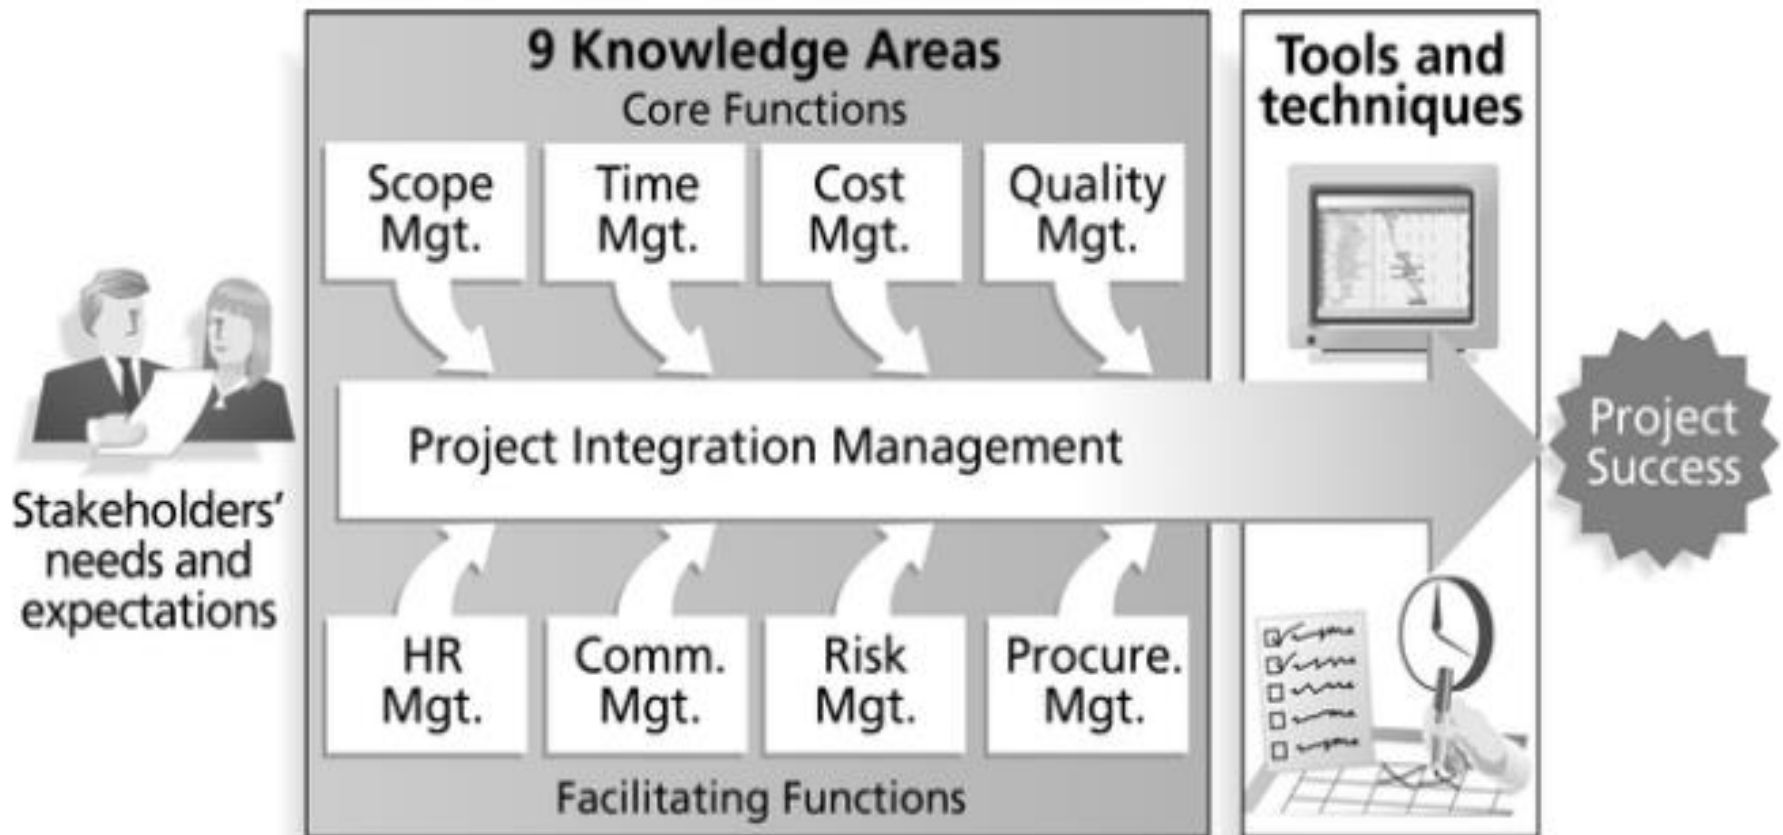 9 Knowledge Areas
Core Functions
Scope
Mgt.
Time
Mgt.
Cost
Mgt.
Quality
Mgt.
Stakeholders'
needs and
expectations
Project Integration Management
HR
Mgt.
Comm.
Mgt.
Risk
Mgt.
Procure.
Mgt.
Facilitating Functions
Tools and
techniques
Project
Success